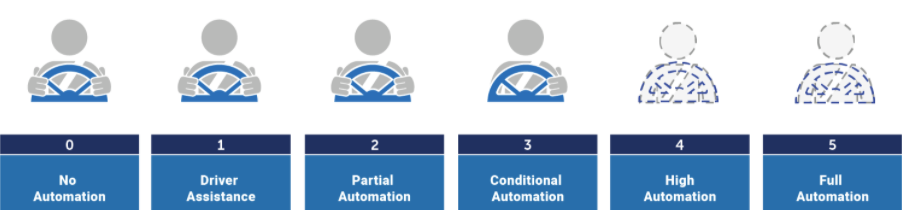 0
No
Automation
1
Driver
Assistance
2
Partial
Automation
3
Conditional
Automation
4
High
Automation
5
Full
Automation